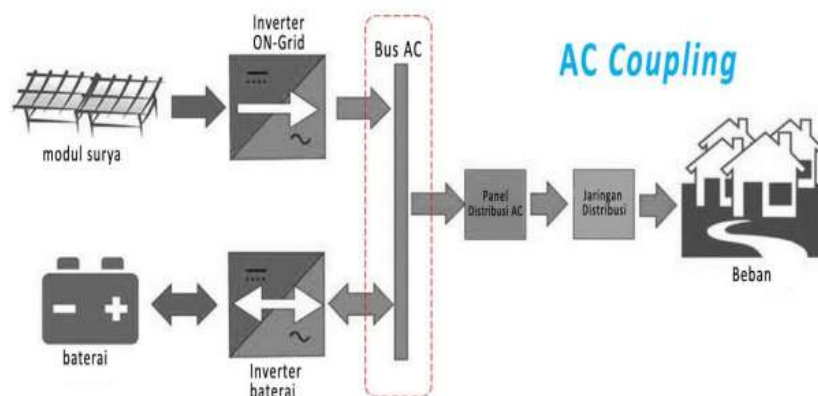 Inverter
ON-Grid
Bus AC
AC Coupling
modul surya
Panel
Distribusi AC
Jaringan
Distribusi
Beban
baterai
Inverter
baterai